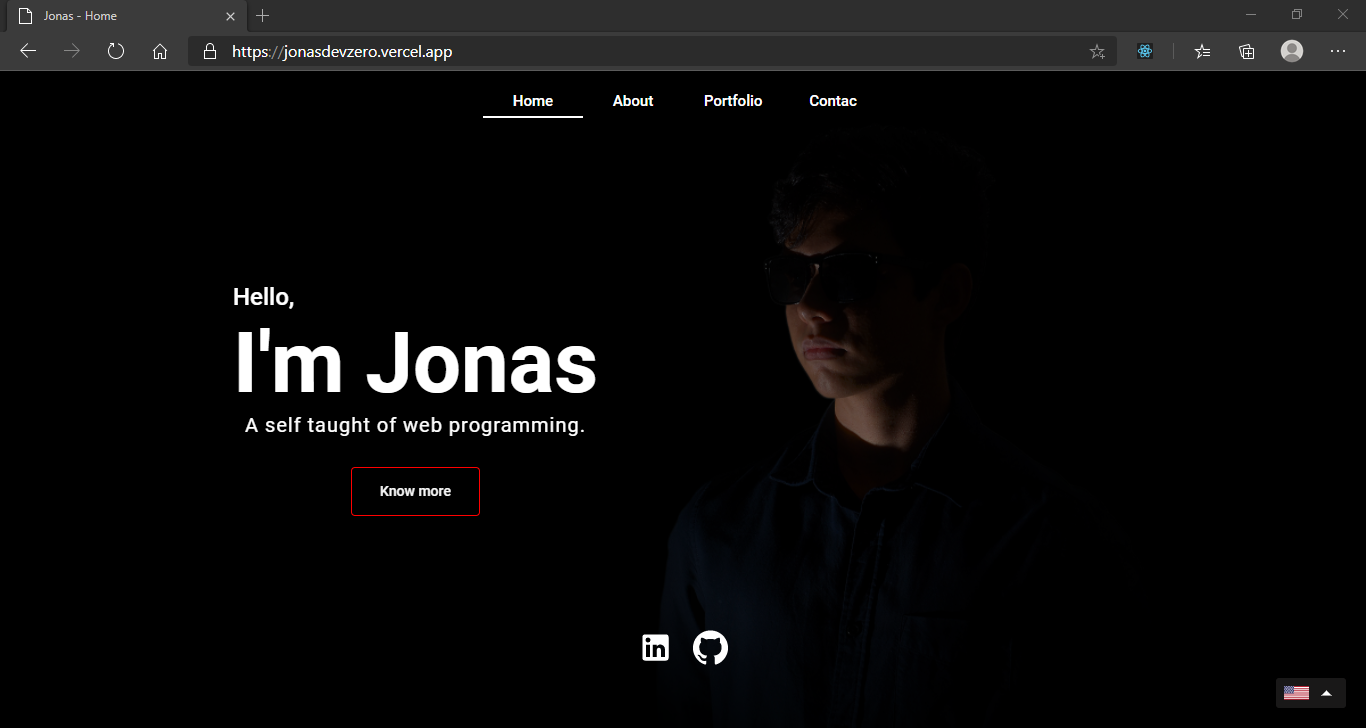 Jonas - Home
https://jonasdevzero.vercel.app
Home About Portfolio Contac
Hello,
I'm Jonas
A self taught of web programming.
Know more
in